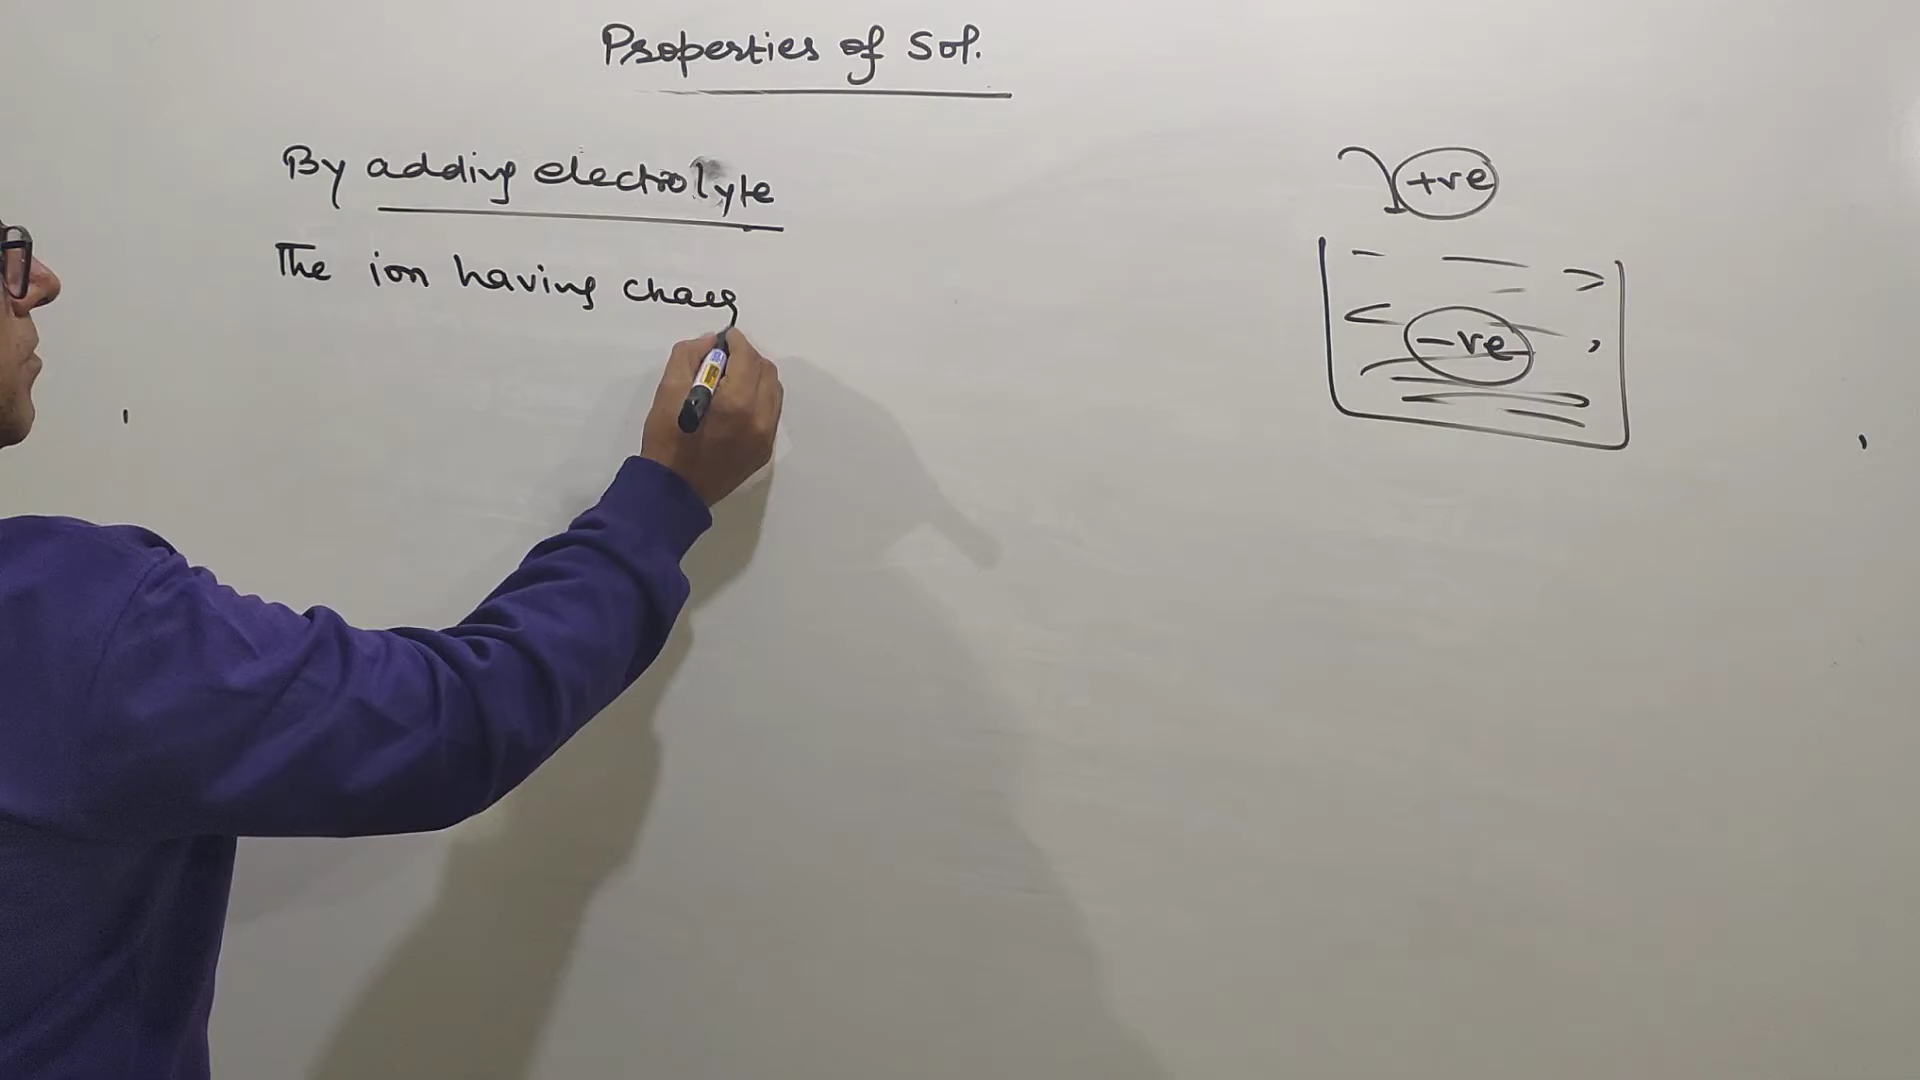 Properties of Sol.
By adding electrolyte
The ion having charg
+ve
-ve